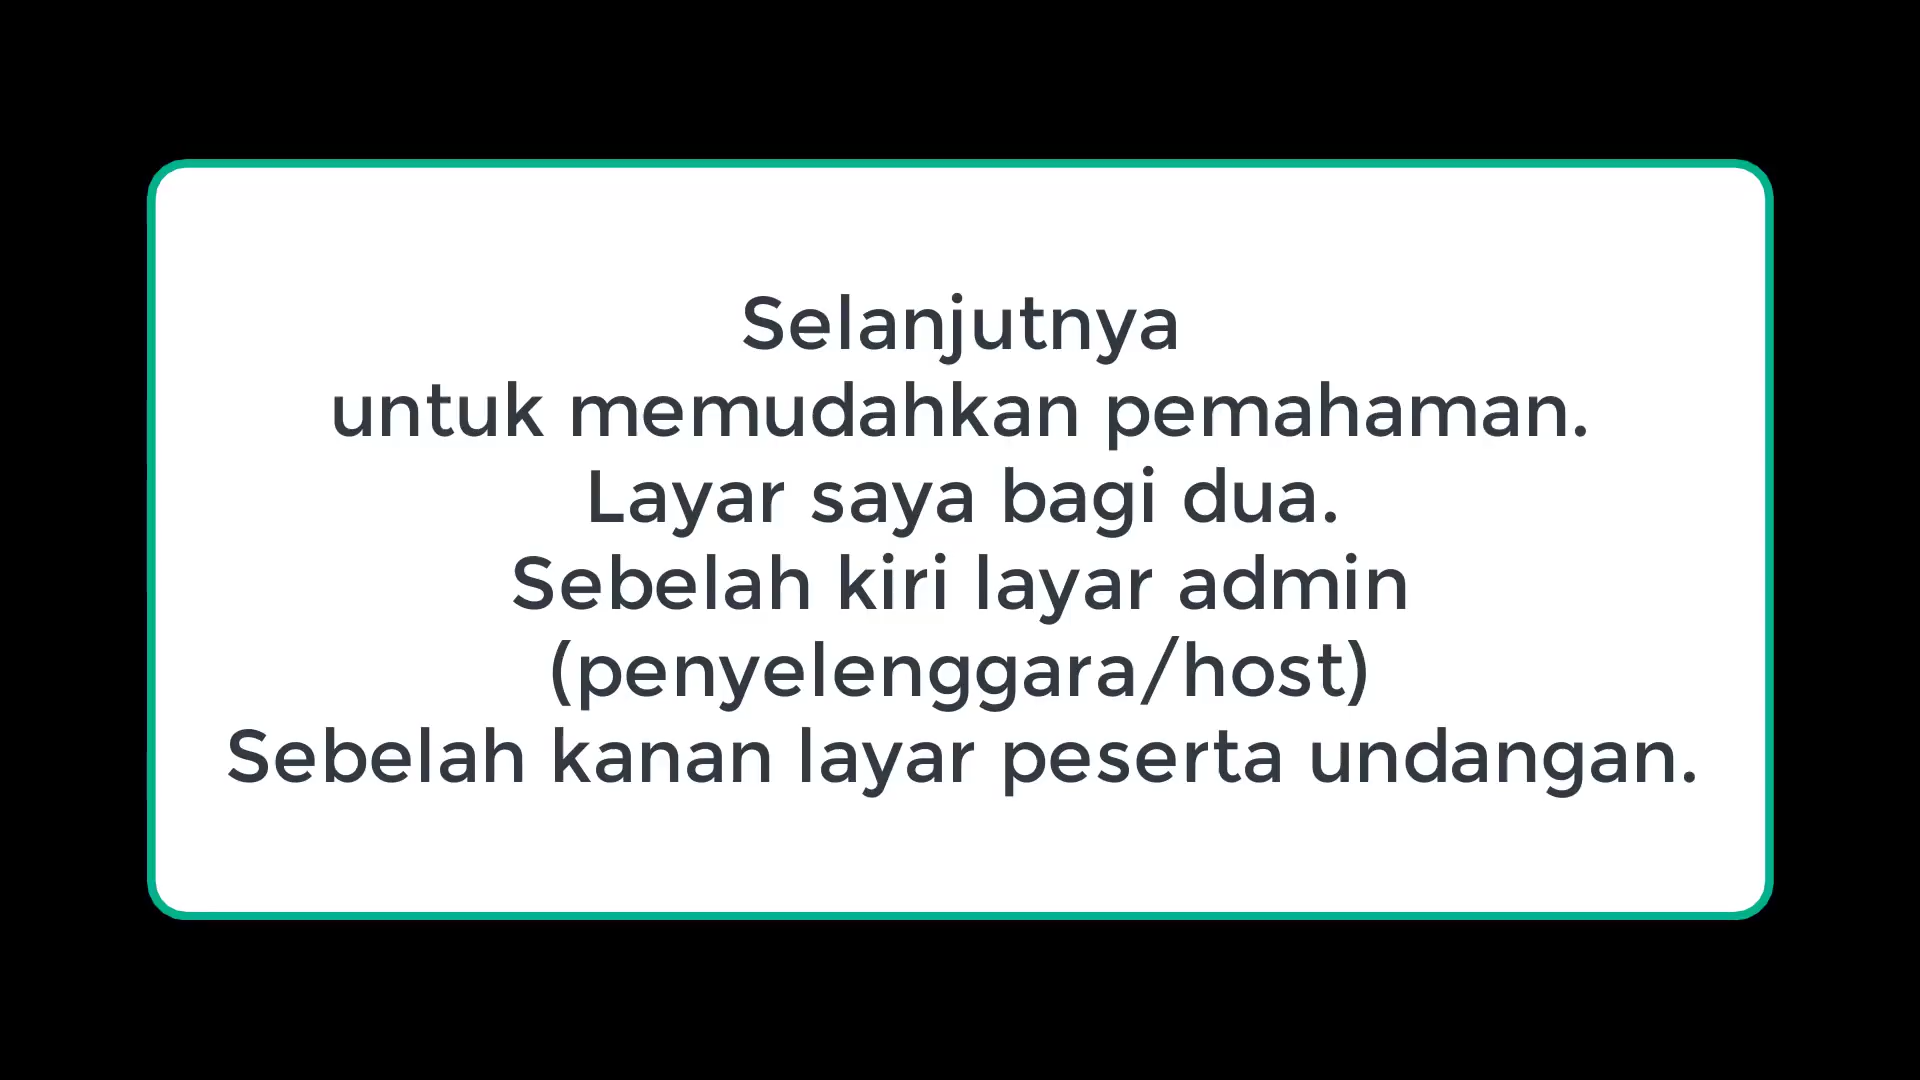 Selanjutnya
untuk memudahkan pemahaman.
Layar saya bagi dua.
Sebelah kiri layar admin
(penyelenggara/host)
Sebelah kanan layar peserta undangan.